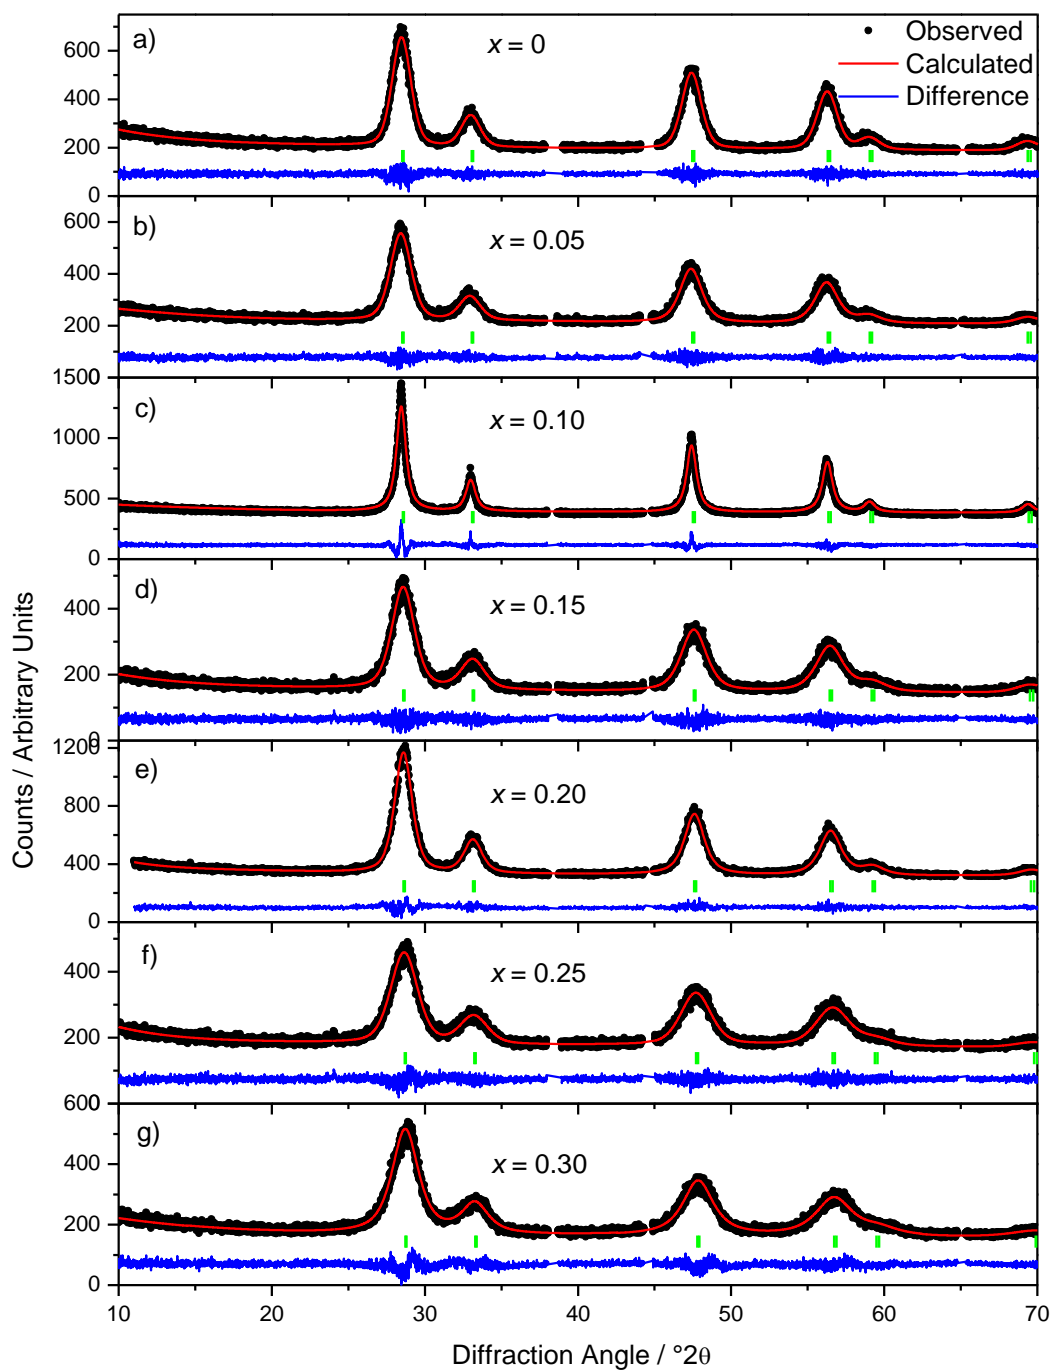 a)
x = 0
Observed
Calculated
Difference
600
400
200
0
b)
x = 0.05
600
400
200
1500
c)
x = 0.10
1000
500
0
d)
x = 0.15
400
200
0
1200
e)
x = 0.20
800
400
0
f)
x = 0.25
400
200
600
g)
x = 0.30
400
200
0
10 20 30 40 50 60 70
Counts / Arbitrary Units
Diffraction Angle / °2θ